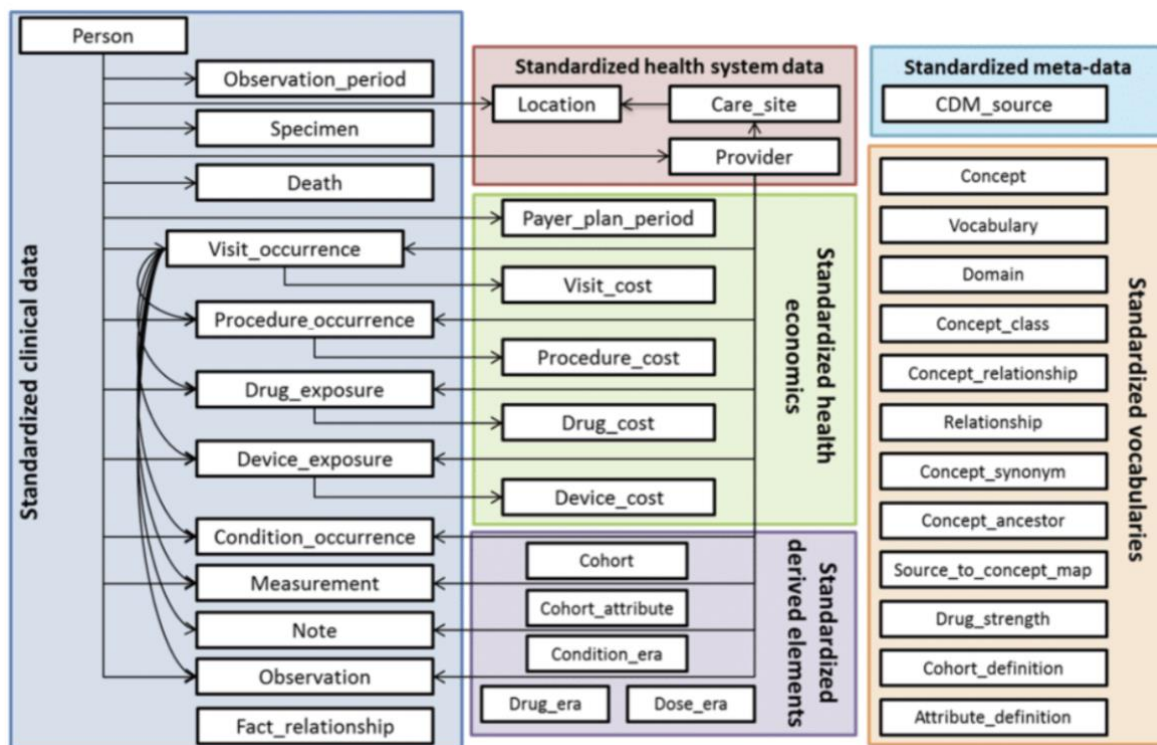 Person
Observation_period
Specimen
Death
Visit_occurrence
Procedure_occurrence
Drug_exposure
Device_exposure
Condition_occurrence
Measurement
Note
Observation
Fact_relationship
Standardized clinical data
Standardized health system data
Location
Care_site
Provider
Payer_plan_period
Visit_cost
Procedure_cost
Drug_cost
Device_cost
Standardized health
economics
Cohort
Cohort_attribute
Condition_era
Drug_era
Dose_era
Standardized
derived elements
Standardized meta-data
CDM_source
Concept
Vocabulary
Domain
Concept_class
Concept_relationship
Relationship
Concept_synonym
Concept_ancestor
Source_to_concept_map
Drug_strength
Cohort_definition
Attribute_definition
Standardized vocabularies